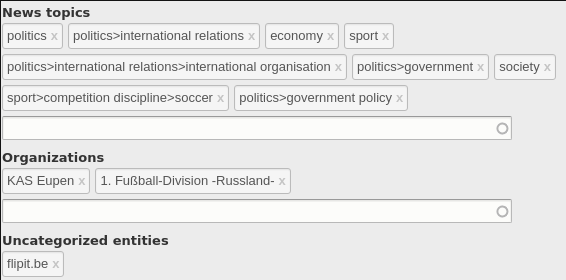 News topics
politics x politics>international relations x economy x sport x
politics>international relations>international organisation x politics>government x society x
sport>competition discipline>soccer x politics>government policy x
Organizations
KAS Eupen x 1. Fußball-Division -Russland- x
Uncategorized entities
flipit.be x